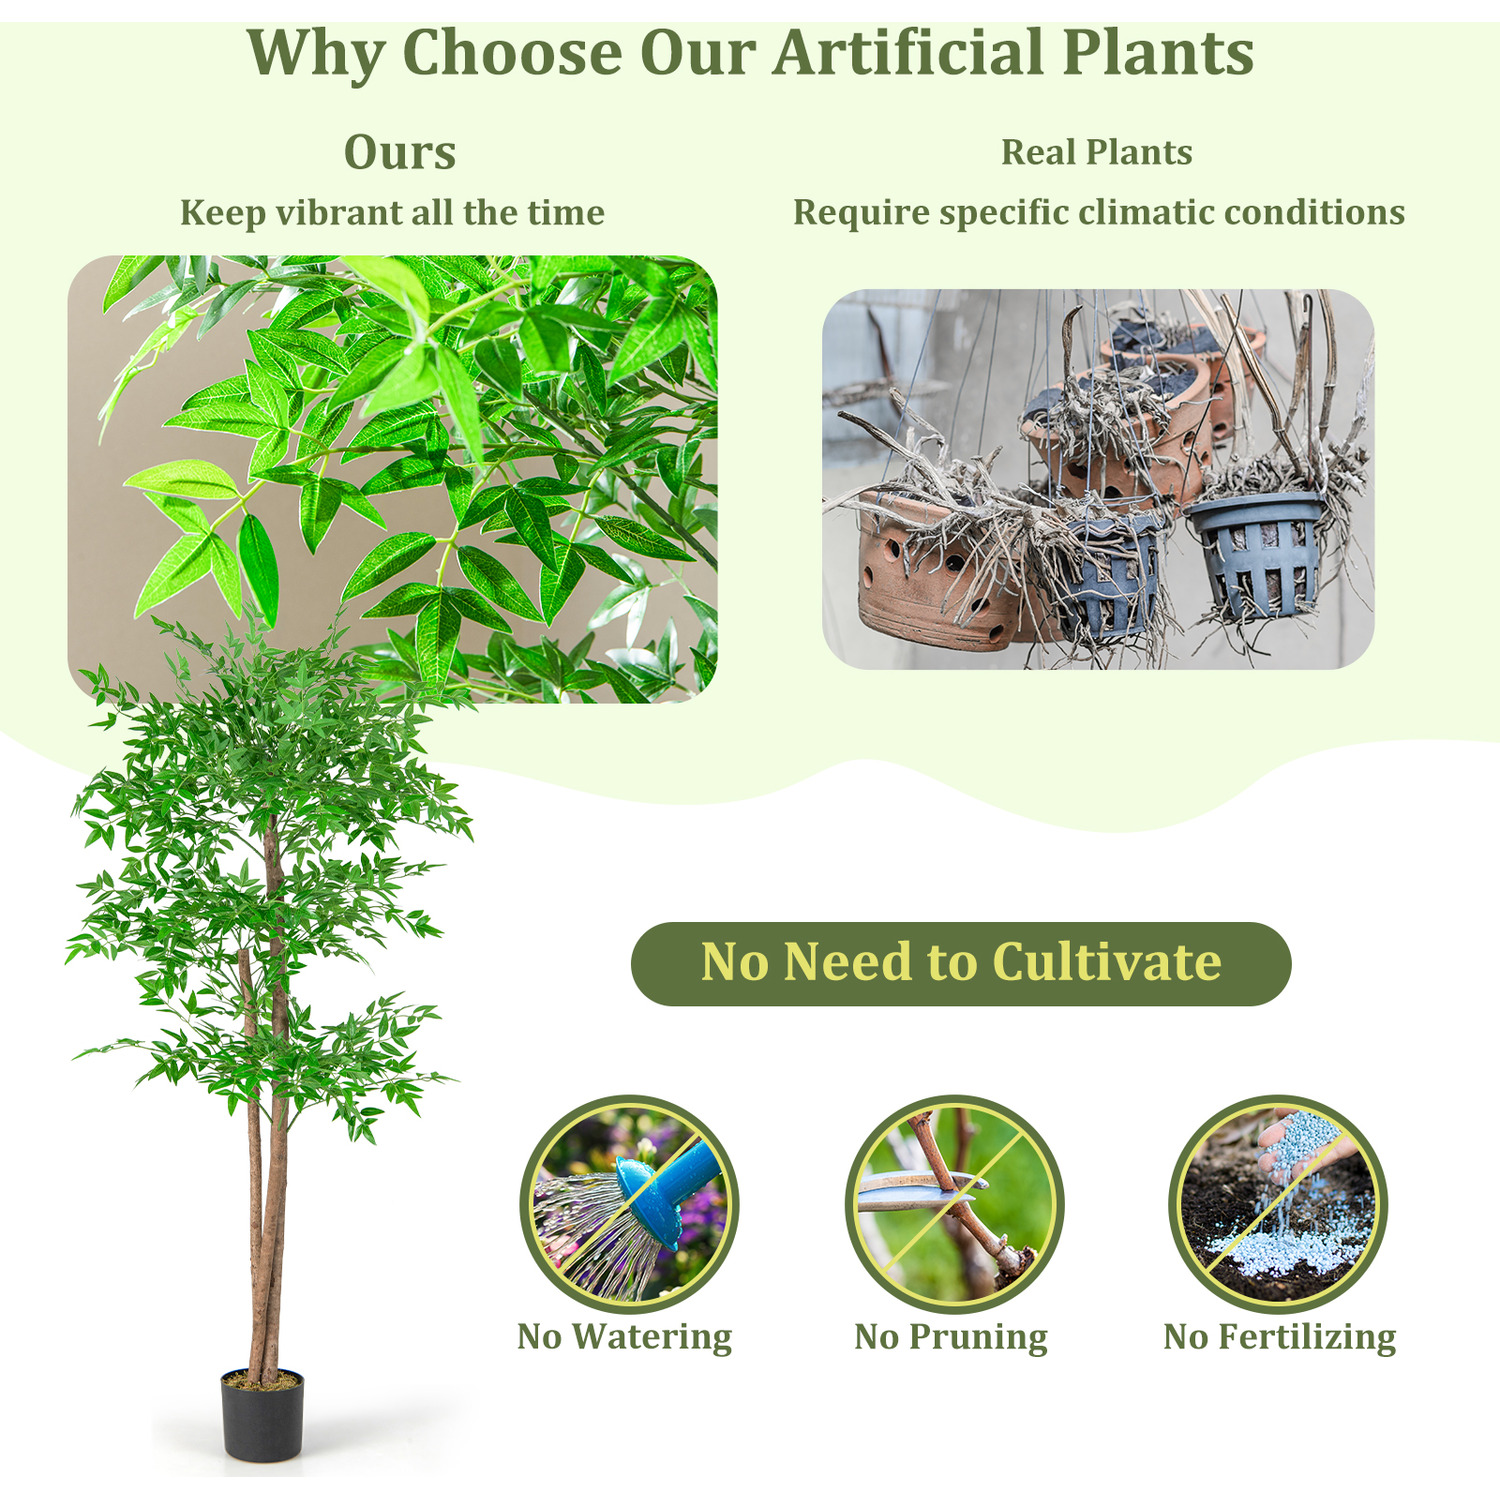 Why Choose Our Artificial Plants
Ours
Keep vibrant all the time
Real Plants
Require specific climatic conditions
No Need to Cultivate
No Watering
No Pruning
No Fertilizing